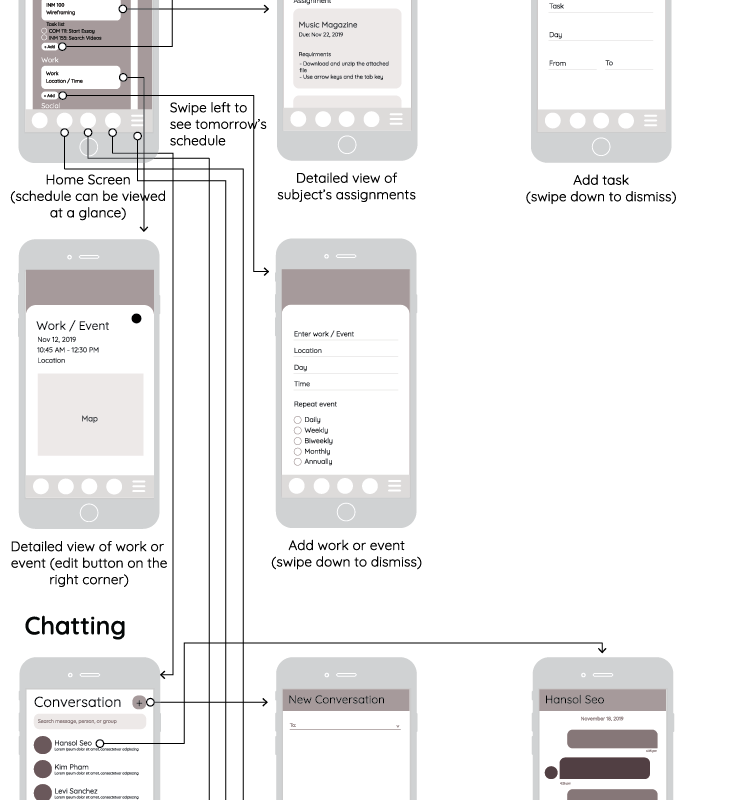 INM 100
Wireframing
Task list
COM 111: Start Essay
INM 155: Search Videos
+ Add
Work
Work
Location / Time
+ Add
Social
Swipe left to
see tomorrow's
schedule
Home Screen
(schedule can be viewed
at a glance)
Assignment
Music Magazine
Due: Nov 22, 2019
Requirments
- Download and unzip the attached
file
- Use arrow keys and the tab key
Detailed view of
subject's assignments
Task
Day
From To
Add task
(swipe down to dismiss)
Work / Event
Nov 12, 2019
10:45 AM - 12:30 PM
Location
Map
Detailed view of work or
event (edit button on the
right corner)
Enter work / Event
Location
Day
Time
Repeat event
Daily
Weekly
Biweekly
Monthly
Annually
Add work or event
(swipe down to dismiss)
Chatting
Conversation +
Search message, person, or group
Hansol Seo
Lorem ipsum dolor sit amet, consectetuer adipiscing
Kim Pham
Lorem ipsum dolor sit amet, consectetuer adipiscing
Levi Sanchez
Lorem ipsum dolor sit amet, consectetuer adipiscing
New Conversation
To:
Hansol Seo
November 18, 2019